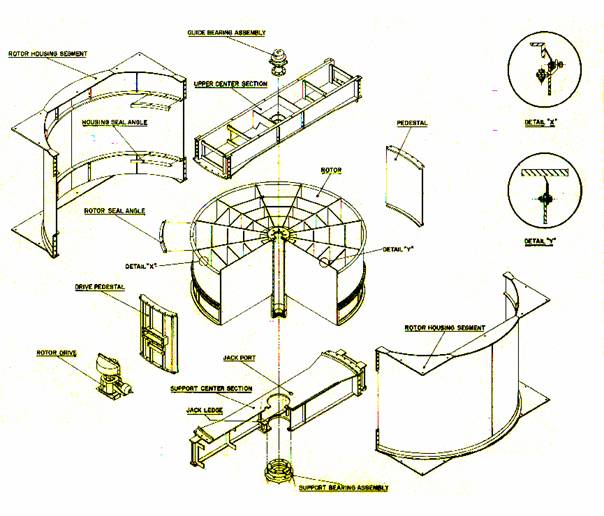 GUIDE BEARING ASSEMBLY
ROTOR HOUSING SEGMENT
UPPER CENTER SECTION
HOUSING SEAL ANGLE
PEDESTAL
DETAIL "X"
ROTOR
ROTOR SEAL ANGLE
DETAIL "X"
DETAIL "Y"
DETAIL "Y"
DRIVE PEDESTAL
ROTOR HOUSING SEGMENT
ROTOR DRIVE
JACK PORT
SUPPORT CENTER SECTION
JACK LEDGE
SUPPORT BEARING ASSEMBLY